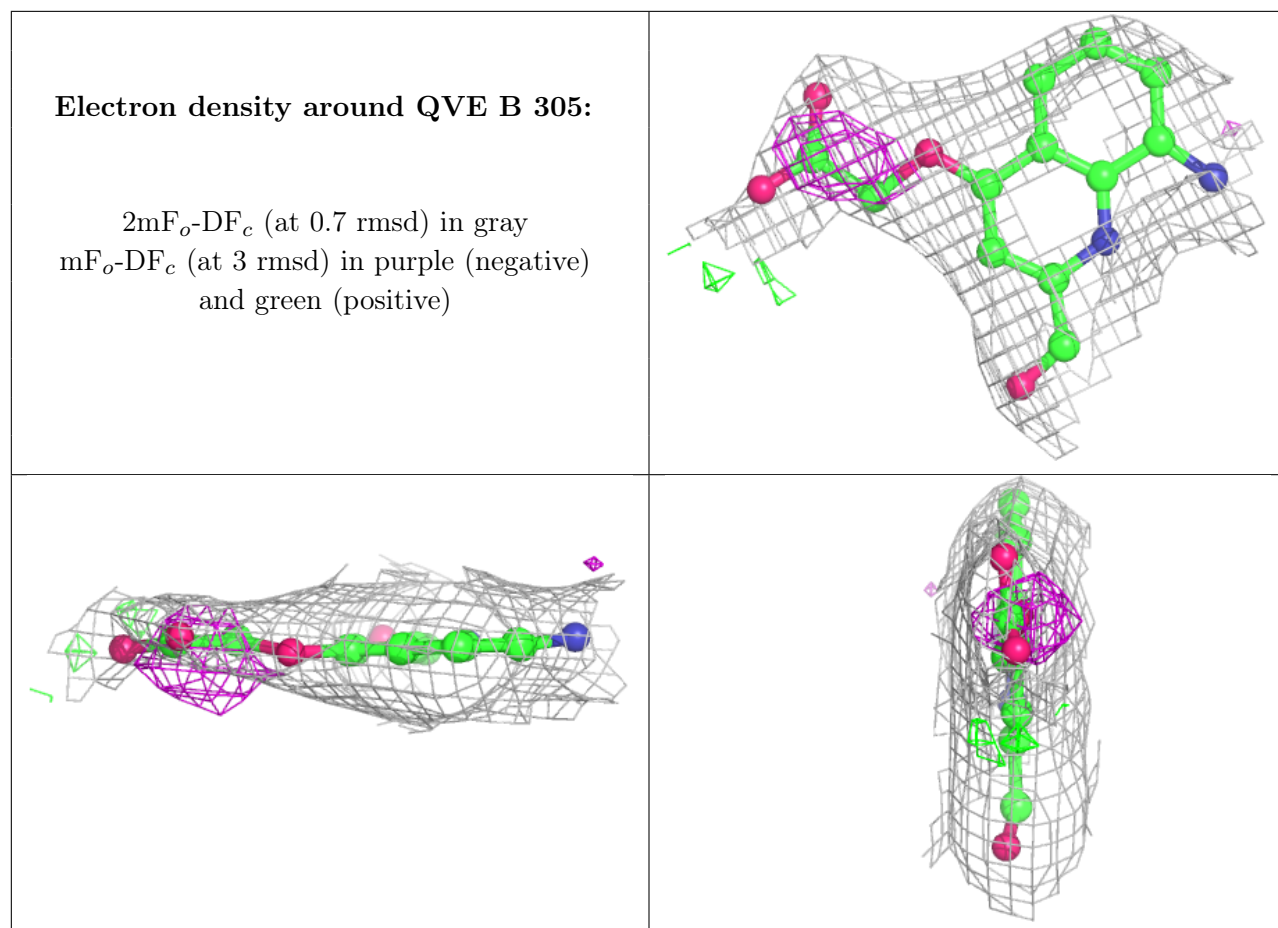 Electron density around QVE B 305:
2mFo-DFc (at 0.7 rmsd) in gray
mFo-DFc (at 3 rmsd) in purple (negative)
and green (positive)